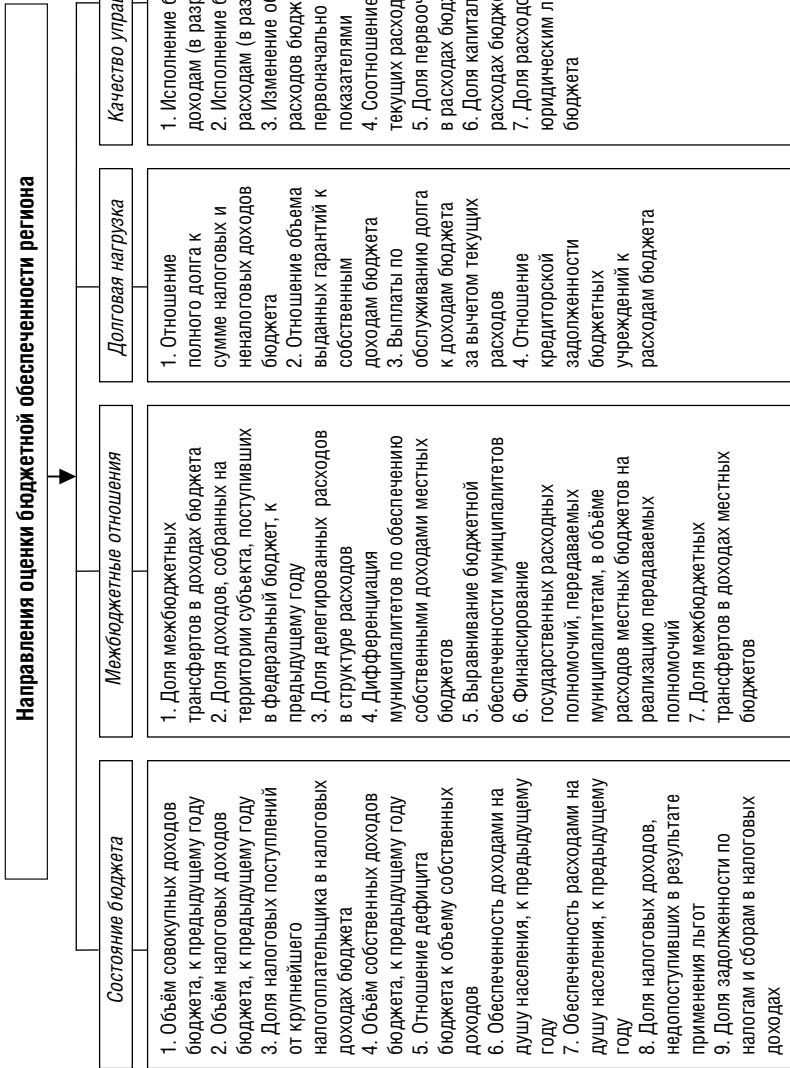 Направления оценки бюджетной обеспеченности региона
Состояние бюджета
1. Объём совокупных доходов
бюджета, к предыдущему году
2. Объём налоговых доходов
бюджета, к предыдущему году
3. Доля налоговых поступлений
от крупнейшего
налогоплательщика в налоговых
доходах бюджета
4. Объём собственных доходов
бюджета, к предыдущему году
5. Отношение дефицита
бюджета к объему собственных
доходов
6. Обеспеченность доходами на
душу населения, к предыдущему
году
7. Обеспеченность расходами на
душу населения, к предыдущему
году
8. Доля налоговых доходов,
недопоступивших в результате
применения льгот
9. Доля задолженности по
налогам и сборам в налоговых
доходах
Межбюджетные отношения
1. Доля межбюджетных
трансфертов в доходах бюджета
2. Доля доходов, собранных на
территории субъекта, поступивших
в федеральный бюджет, к
предыдущему году
3. Доля делегированных расходов
в структуре расходов
4. Дифференциация
муниципалитетов по обеспечению
собственными доходами местных
бюджетов
5. Выравнивание бюджетной
обеспеченности муниципалитетов
6. Финансирование
государственных расходных
полномочий, передаваемых
муниципалитетам, в объёме
расходов местных бюджетов на
реализацию передаваемых
полномочий
7. Доля межбюджетных
трансфертов в доходах местных
бюджетов
Долговая нагрузка
1. Отношение
полного долга к
сумме налоговых и
неналоговых доходов
бюджета
2. Отношение объема
выданных гарантий к
собственным
доходам бюджета
3. Выплаты по
обслуживанию долга
к доходам бюджета
за вычетом текущих
расходов
4. Отношение
кредиторской
задолженности
бюджетных
учреждений к
расходам бюджета
Качество
1. Исполнение
доходам (в
2. Исполнение
расходам (в
3. Изменение
расходов
первоначально
показателями
4. Соотношение
текущих
5. Доля
в расходах
6. Доля
расходах
7. Доля
юридическим
бюджета